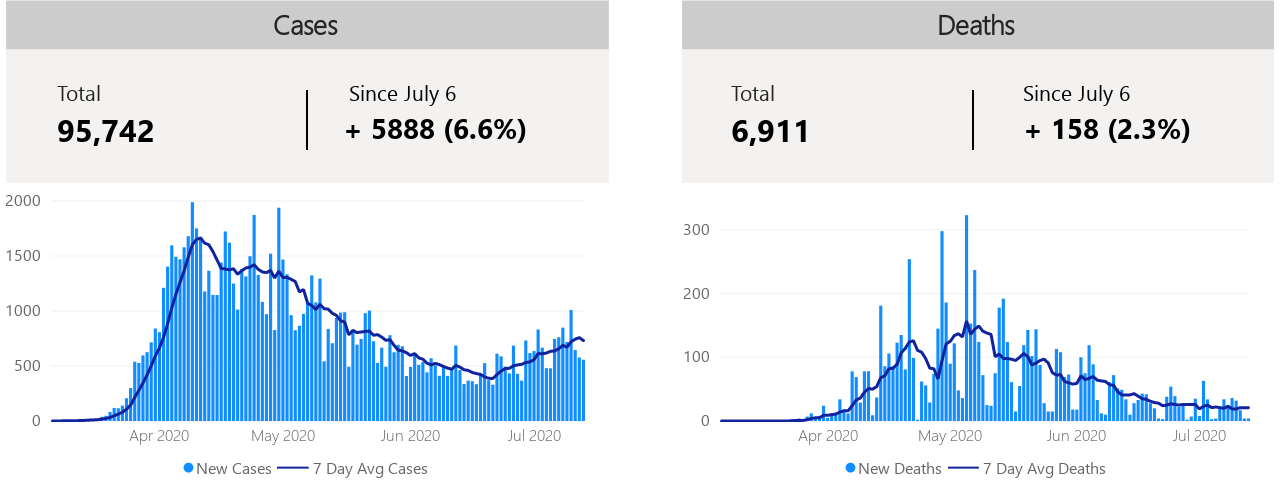 Cases
Total
Since July 6
95,742
+ 5888 (6.6%)
2000
1500
1000
500
0
Apr 2020 May 2020 Jun 2020 Jul 2020
New Cases 7 Day Avg Cases
Deaths
Total
Since July 6
6,911
+ 158 (2.3%)
300
200
100
0
Apr 2020 May 2020 Jun 2020 Jul 2020
New Deaths 7 Day Avg Deaths